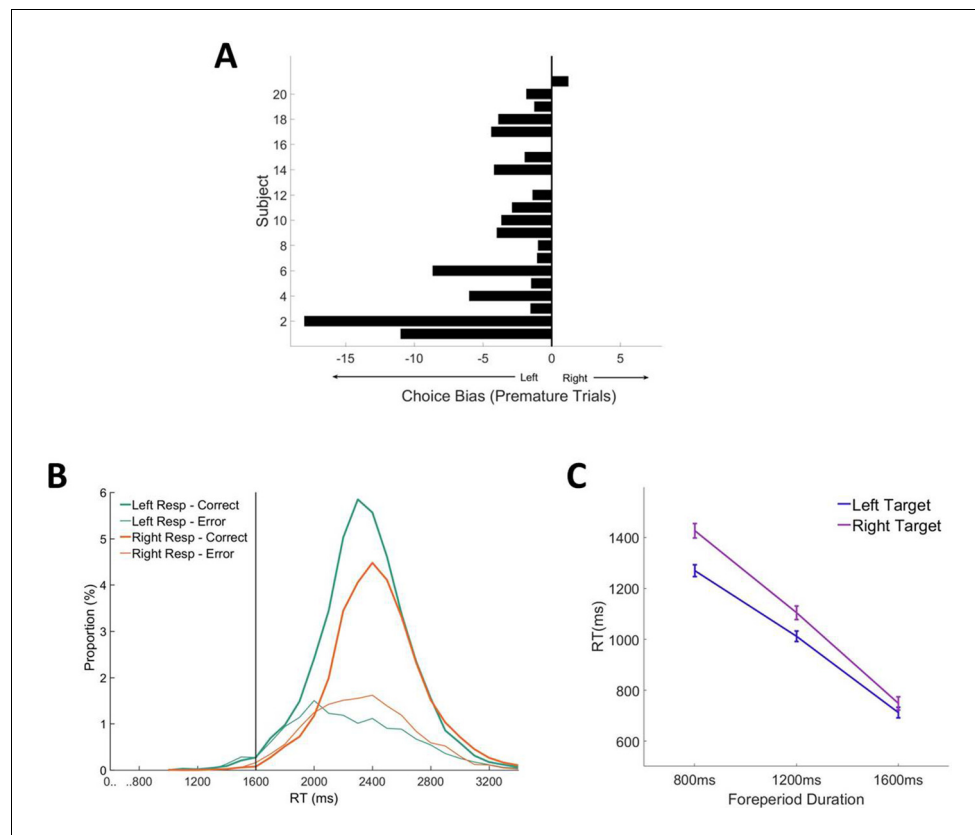 A
20
18
16
14
12
10
8
6
4
2
Subject
-15 -10 -5 0 5
Left Right
Choice Bias (Premature Trials)
B
6
5
4
3
2
1
0
Proportion (%)
Left Resp - Correct
Left Resp - Error
Right Resp - Correct
Right Resp - Error
0.. ..800 1200 1600 2000 2400 2800 3200
RT (ms)
C
1400
1200
1000
800
600
RT(ms)
Left Target
Right Target
800ms 1200ms 1600ms
Foreperiod Duration